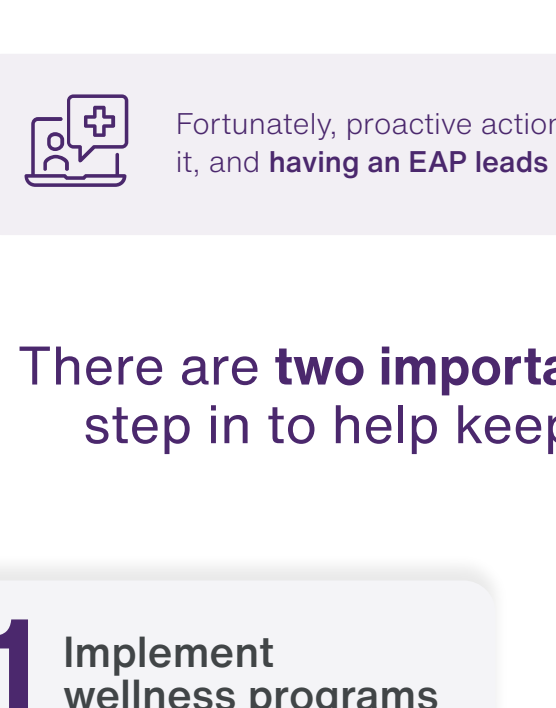 Fortunately, proactive action
it, and having an EAP leads
There are two importa
step in to help keep
1
Implement
wellness programs